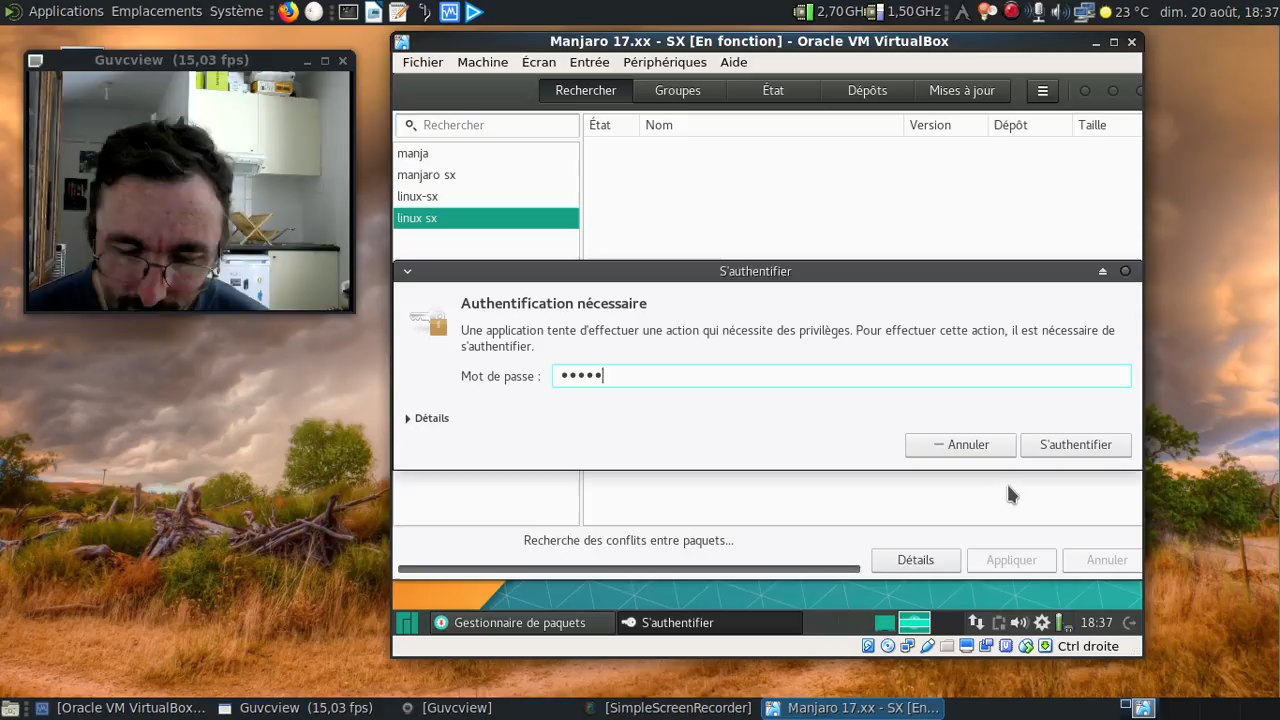 Applications Emplacements Système
2,70 GHz
1,50 GHz
23 °C
dim. 20 août, 18:37
Guvcview (15,03 fps)
Manjaro 17.xx - SX [En fonction] - Oracle VM VirtualBox
Fichier Machine Écran Entrée Périphériques Aide
Rechercher Groupes État Dépôts Mises à jour
Rechercher
État Nom Version Dépôt Taille
manja
manjaro sx
linux-sx
linux sx
S'authentifier
Authentification nécessaire
Une application tente d'effectuer une action qui nécessite des privilèges. Pour effectuer cette action, il est nécessaire de
s'authentifier.
Mot de passe : •••••
Détails
Annuler S'authentifier
Recherche des conflits entre paquets...
Détails Appliquer Annuler
Gestionnaire de paquets S'authentifier 18:37
Ctrl droite
[Oracle VM VirtualBox... Guvcview (15,03 fps) [Guvcview] [SimpleScreenRecorder] Manjaro 17.xx - SX [En...